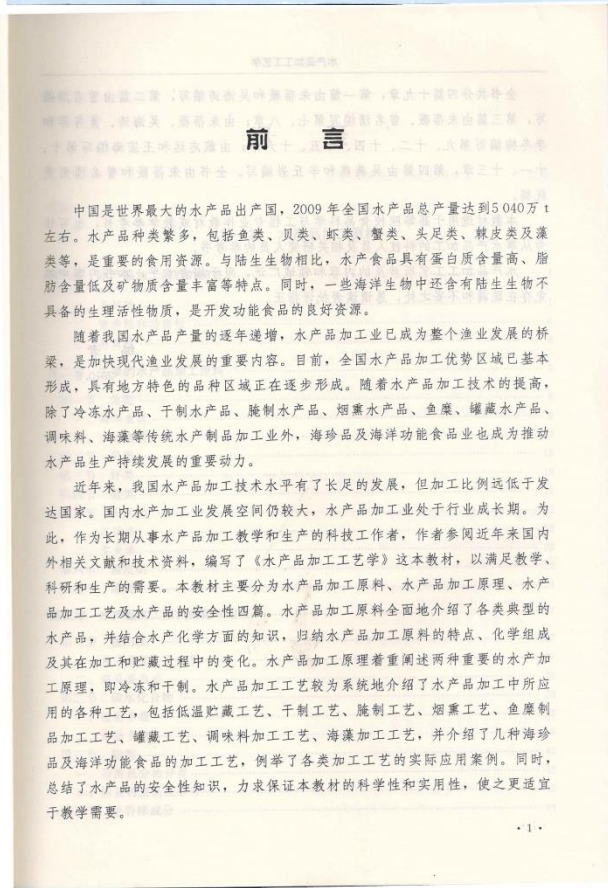 前言
中国是世界最大的水产品出产国，2009年全国水产品总产量达到5 040万 t
左右。水产品种类繁多，包括鱼类、贝类、虾类、蟹类、头足类、棘皮类及藻
类等，是重要的食用资源。与陆生生物相比，水产食品具有蛋白质含量高、脂
肪含量低及矿物质含量丰富等特点。同时，一些海洋生物中还含有陆生生物不
具备的生理活性物质，是开发功能食品的良好资源。
随着我国水产品产量的逐年递增，水产品加工业已成为整个渔业发展的桥
梁，是加快现代渔业发展的重要内容。目前，全国水产品加工优势区域已基本
形成，具有地方特色的品种区域正在逐步形成。随着水产品加工技术的提高，
除了冷冻水产品、干制水产品、腌制水产品、烟熏水产品、鱼糜、罐藏水产品、
调味料、海藻等传统水产制品加工业外，海珍品及海洋功能食品业也成为推动
水产品生产持续发展的重要动力。
近年来，我国水产品加工技术水平有了长足的发展，但加工比例远低于发
达国家。国内水产加工业发展空间仍较大，水产品加工业处于行业成长期。为
此，作为长期从事水产品加工教学和生产的科技工作者，作者参阅近年来国内
外相关文献和技术资料，编写了《水产品加工工艺学》这本教材，以满足教学、
科研和生产的需要。本教材主要分为水产品加工原料、水产品加工原理、水产
品加工工艺及水产品的安全性四篇。水产品加工原料全面地介绍了各类典型的
水产品，并结合水产化学方面的知识，归纳水产品加工原料的特点、化学组成
及其在加工和贮藏过程中的变化。水产品加工原理着重阐述两种重要的水产加
工原理，即冷冻和干制。水产品加工工艺较为系统地介绍了水产品加工中所应
用的各种工艺，包括低温贮藏工艺、干制工艺、腌制工艺、烟熏工艺、鱼糜制
品加工工艺、罐藏工艺、调味料加工工艺、海藻加工工艺，并介绍了几种海珍
品及海洋功能食品的加工工艺，例举了各类加工工艺的实际应用案例。同时，
总结了水产品的安全性知识，力求保证本教材的科学性和实用性，使之更适宜
于教学需要。
·1·